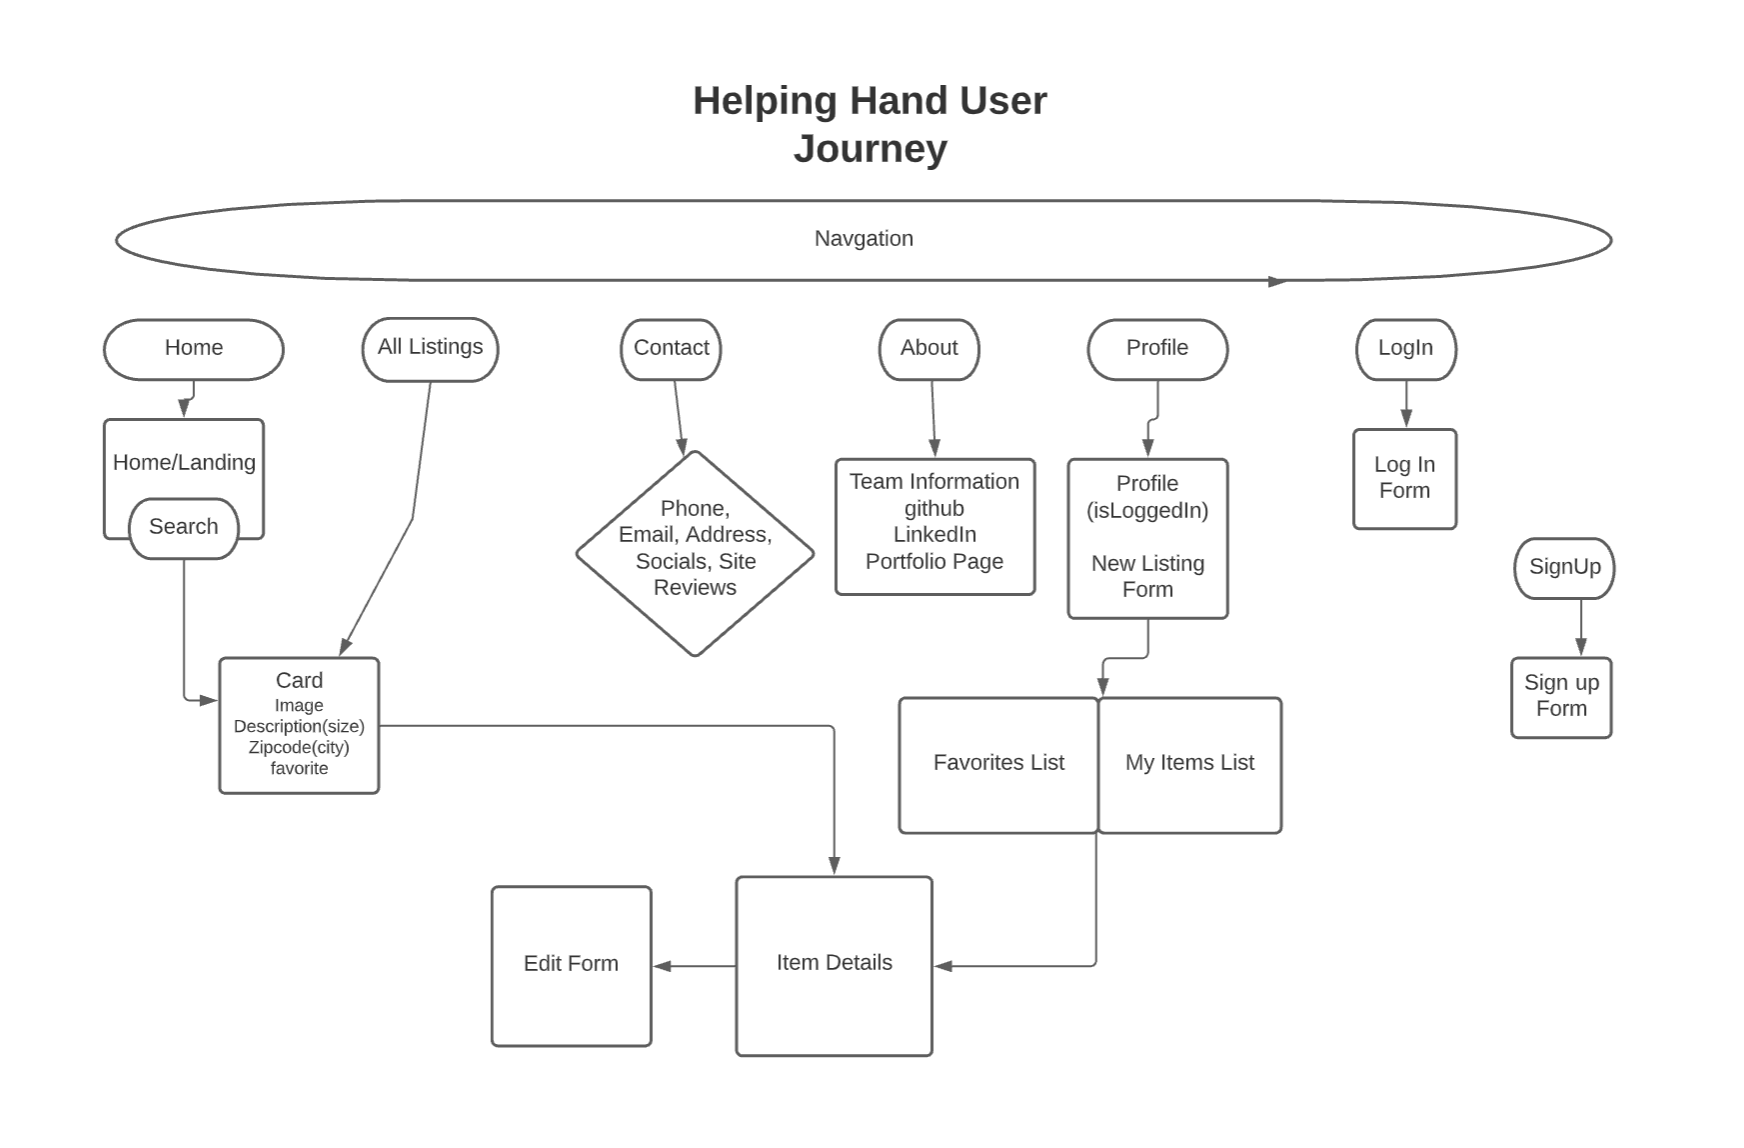 Helping Hand User
Journey
Navgation
Home
All Listings
Contact
About
Profile
LogIn
Home/Landing
Search
Phone,
Email, Address,
Socials, Site
Reviews
Team Information
github
LinkedIn
Portfolio Page
Profile
(isLoggedIn)
New Listing
Form
Log In
Form
SignUp
Sign up
Form
Card
Image
Description(size)
Zipcode(city)
favorite
Favorites List
My Items List
Edit Form
Item Details